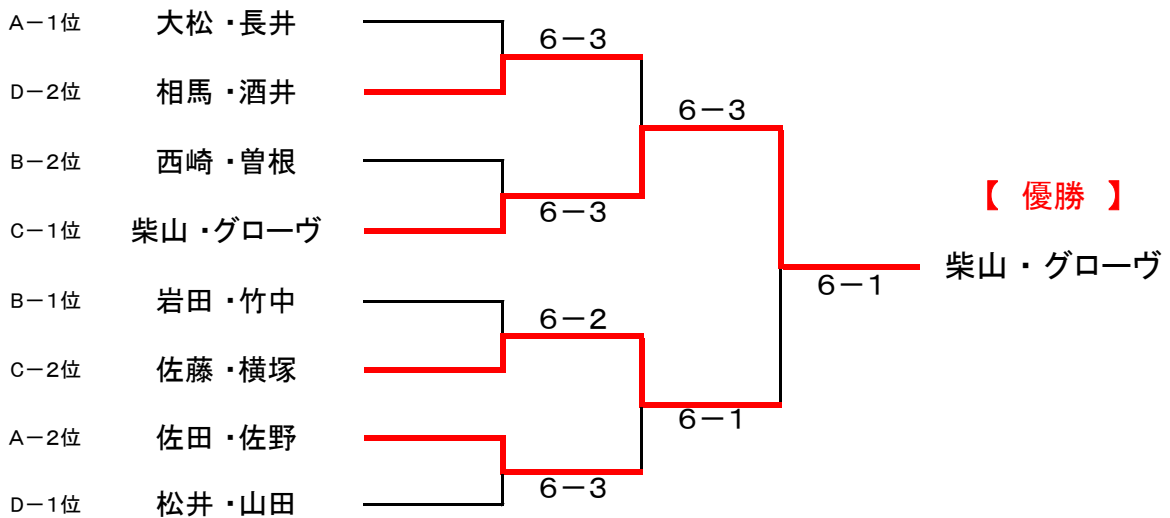 A－1位 大松・長井
6－3
D－2位 相馬・酒井
6－3
B－2位 西崎・曽根
【 優勝 】
6－3
C－1位 柴山・グローヴ
柴山・グローヴ
6－1
B－1位 岩田・竹中
6－2
C－2位 佐藤・横塚
6－1
A－2位 佐田・佐野
6－3
D－1位 松井・山田